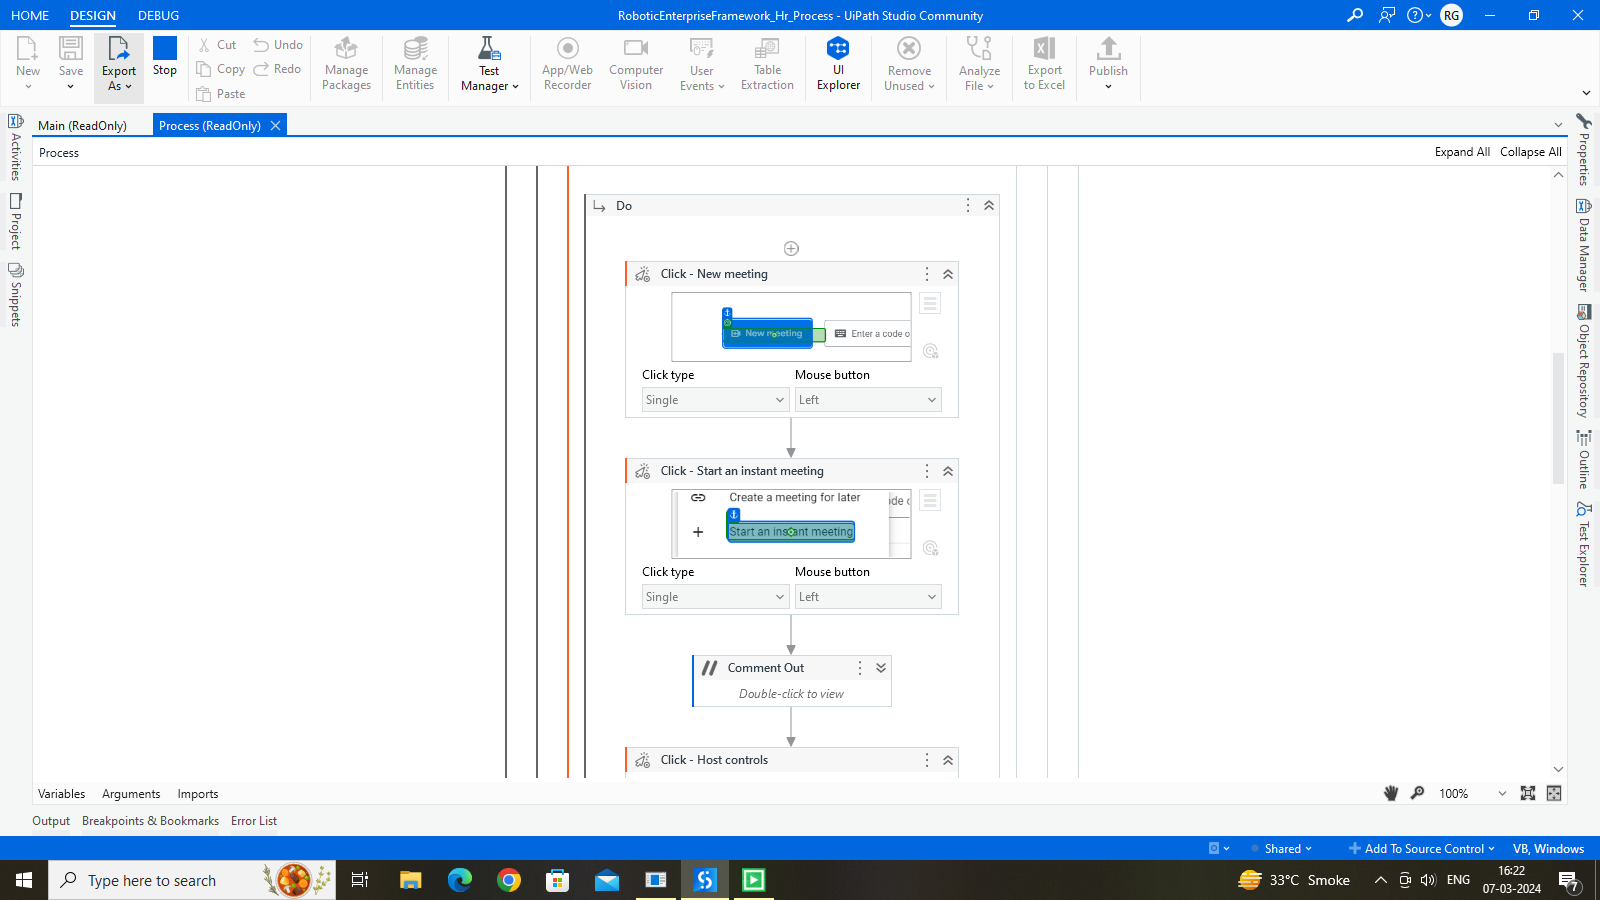 HOME DESIGN DEBUG
RoboticEnterpriseFramework_Hr_Process - UiPath Studio Community
RG
New
Save
Export As
Stop
Cut
Copy
Paste
Undo
Redo
Manage Packages
Manage Entities
Test Manager
App/Web Recorder
Computer Vision
User Events
Table Extraction
UI Explorer
Remove Unused
Analyze File
Export to Excel
Publish
Activities
Project
Snippets
Main (ReadOnly)
Process (ReadOnly)
Process
Expand All Collapse All
Do
Click - New meeting
New meeting
Enter a code o
Click type
Mouse button
Single
Left
Click - Start an instant meeting
Create a meeting for later
ode o
Start an instant meeting
Click type
Mouse button
Single
Left
Comment Out
Double-click to view
Click - Host controls
Properties
Data Manager
Object Repository
Outline
Test Explorer
Variables Arguments Imports
100%
Output Breakpoints & Bookmarks Error List
Shared
Add To Source Control
VB, Windows
Type here to search
33°C Smoke
ENG
16:22
07-03-2024
7